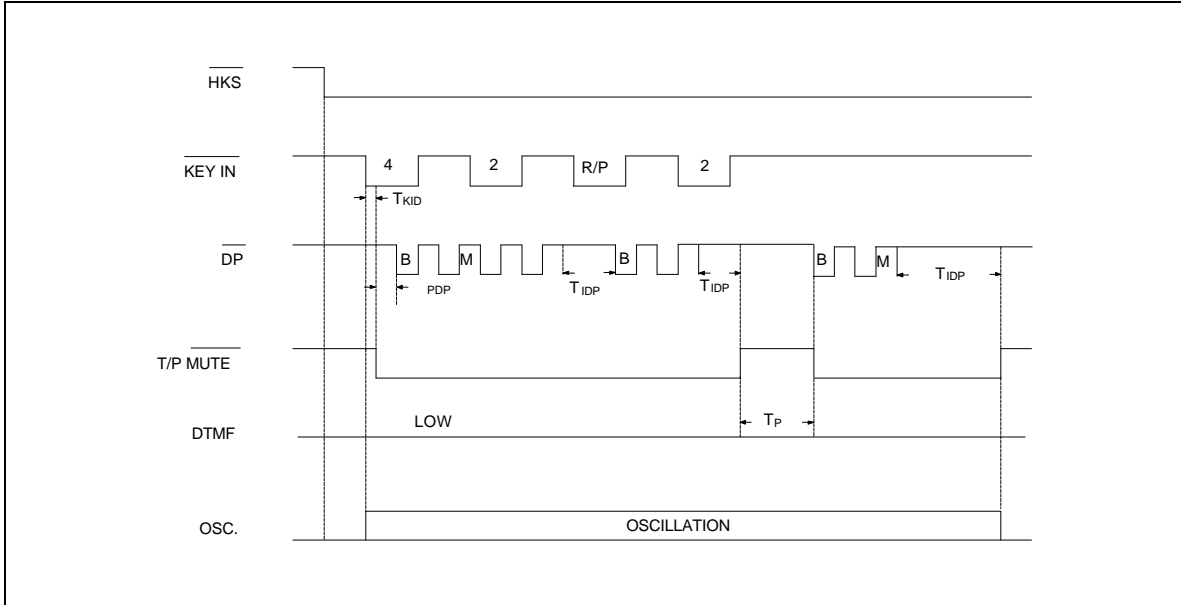 HKS
KEY IN 4 2 R/P 2
TKID
DP B M B B M
PDP TIDP TIDP TIDP
T/P MUTE
LOW TP
DTMF
OSC. OSCILLATION